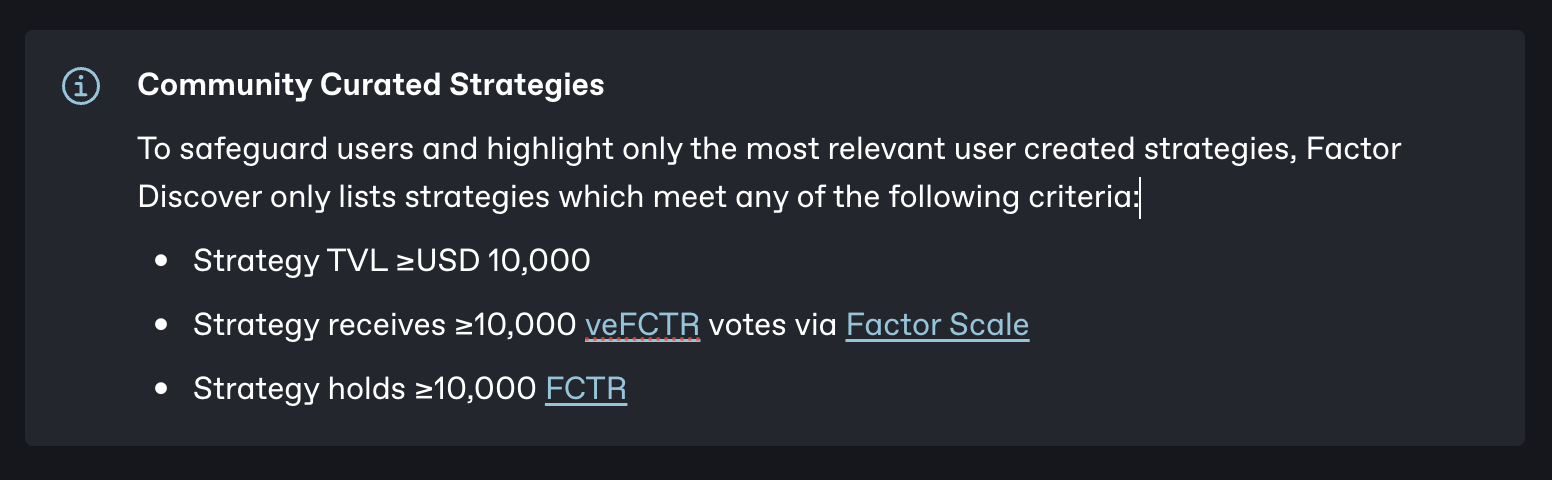 Community Curated Strategies
To safeguard users and highlight only the most relevant user created strategies, Factor
Discover only lists strategies which meet any of the following criteria:
• Strategy TVL ≥USD 10,000
• Strategy receives ≥10,000 veFCTR votes via Factor Scale
• Strategy holds ≥10,000 FCTR